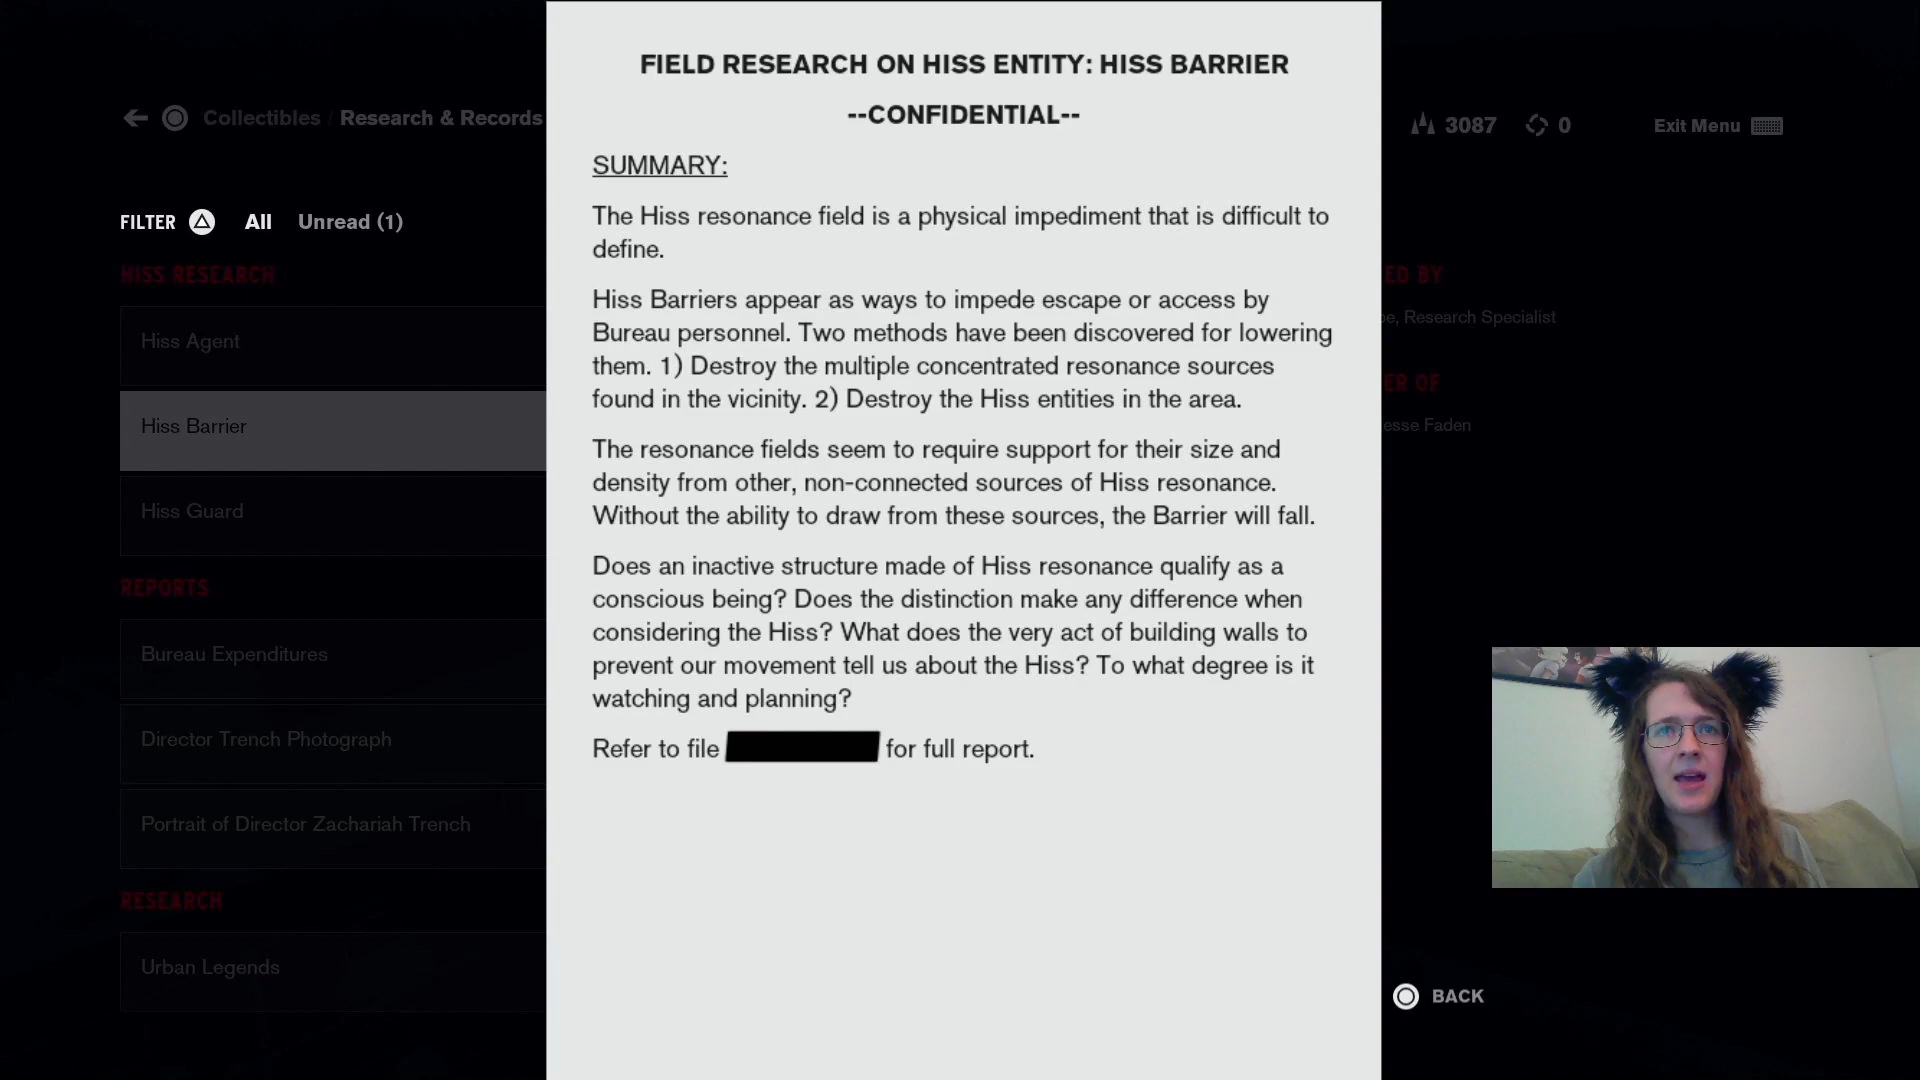 FIELD RESEARCH ON HISS ENTITY: HISS BARRIER
--CONFIDENTIAL--
SUMMARY:
The Hiss resonance field is a physical impediment that is difficult to
define.
Hiss Barriers appear as ways to impede escape or access by
Bureau personnel. Two methods have been discovered for lowering
them. 1) Destroy the multiple concentrated resonance sources
found in the vicinity. 2) Destroy the Hiss entities in the area.
The resonance fields seem to require support for their size and
density from other, non-connected sources of Hiss resonance.
Without the ability to draw from these sources, the Barrier will fall.
Does an inactive structure made of Hiss resonance qualify as a
conscious being? Does the distinction make any difference when
considering the Hiss? What does the very act of building walls to
prevent our movement tell us about the Hiss? To what degree is it
watching and planning?
Refer to file for full report.
Collectibles / Research & Records
FILTER All Unread (1)
HISS RESEARCH
Hiss Agent
Hiss Barrier
Hiss Guard
REPORTS
Bureau Expenditures
Director Trench Photograph
Portrait of Director Zachariah Trench
RESEARCH
Urban Legends
3087 0 Exit Menu
BY
Research Specialist
OF
Faden
BACK